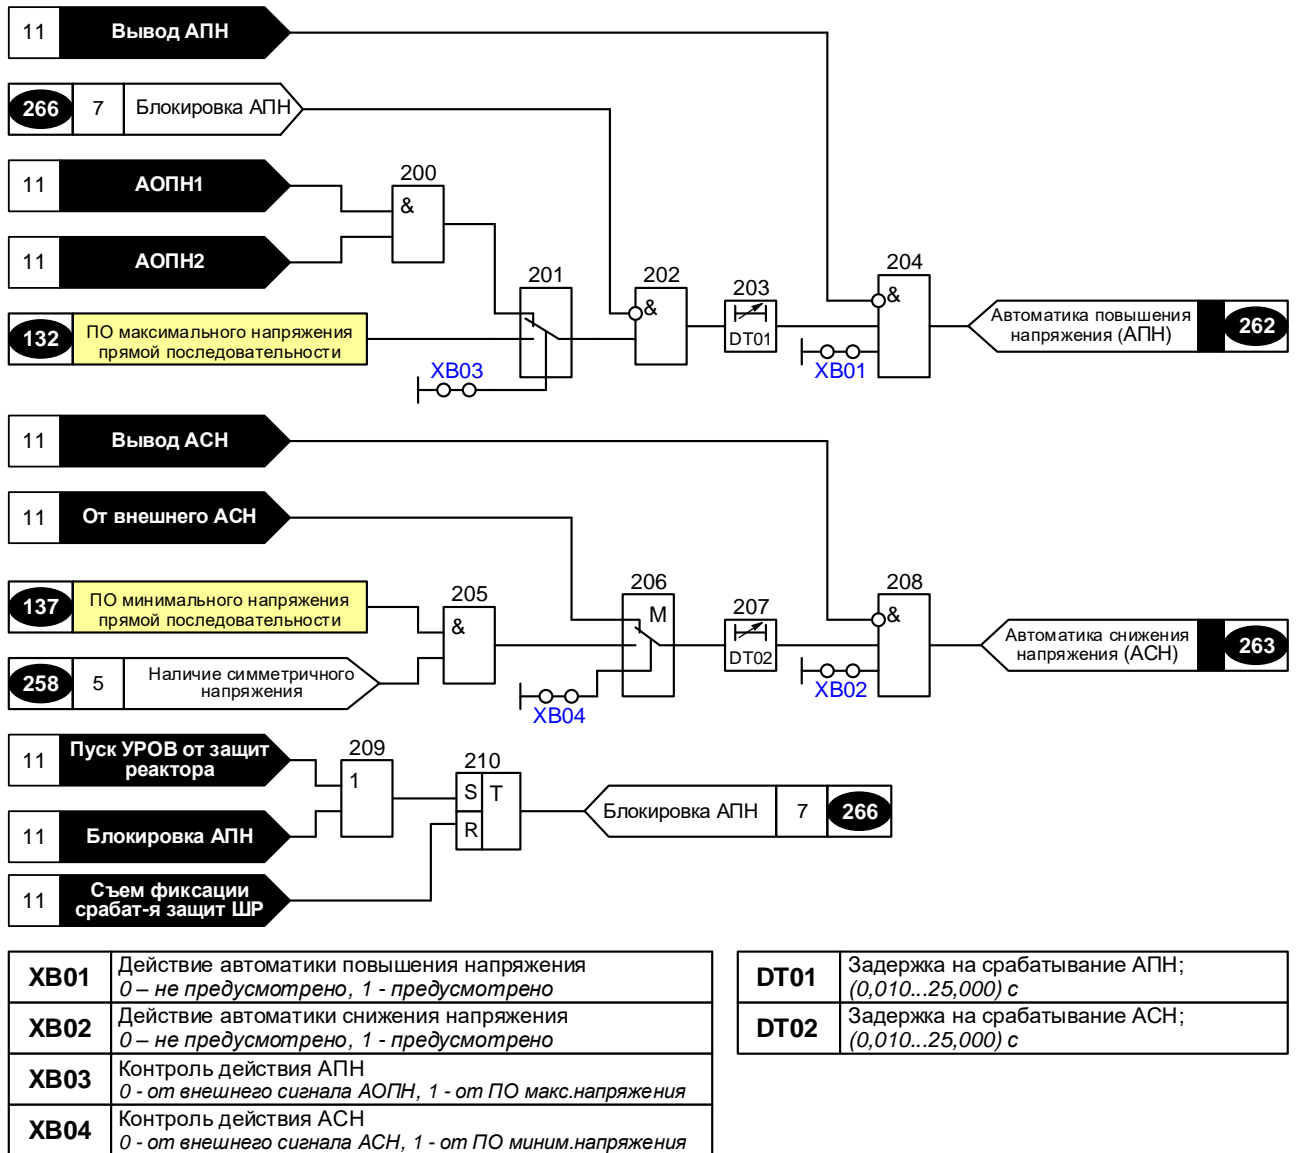 11 Вывод АПН
266 7 Блокировка АПН
11 АОПН1
200
&
11 АОПН2
201
202
&
203
DT01
204
&
132 ПО максимального напряжения
прямой последовательности
XB03
XB01
Автоматика повышения
напряжения (АПН)
262
11 Вывод АСН
11 От внешнего АСН
137 ПО минимального напряжения
прямой последовательности
205
&
206
М
207
DT02
208
&
258 5 Наличие симметричного
напряжения
XB04
XB02
Автоматика снижения
напряжения (АСН)
263
11 Пуск УРОВ от защит
реактора
209
1
210
S T
R
11 Блокировка АПН
Блокировка АПН 7 266
11 Съем фиксации
срабат-я защит ШР
XB01 Действие автоматики повышения напряжения
0 – не предусмотрено, 1 - предусмотрено
XB02 Действие автоматики снижения напряжения
0 – не предусмотрено, 1 - предусмотрено
XB03 Контроль действия АПН
0 - от внешнего сигнала АОПН, 1 - от ПО макс.напряжения
XB04 Контроль действия АСН
0 - от внешнего сигнала АСН, 1 - от ПО миним.напряжения
DT01 Задержка на срабатывание АПН;
(0,010...25,000) с
DT02 Задержка на срабатывание АСН;
(0,010...25,000) с